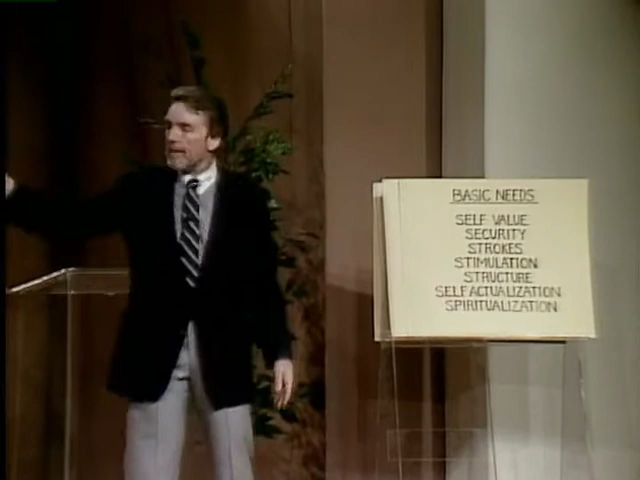 BASIC NEEDS
SELF VALUE
SECURITY
STROKES
STIMULATION
STRUCTURE
SELF ACTUALIZATION
SPIRITUALIZATION